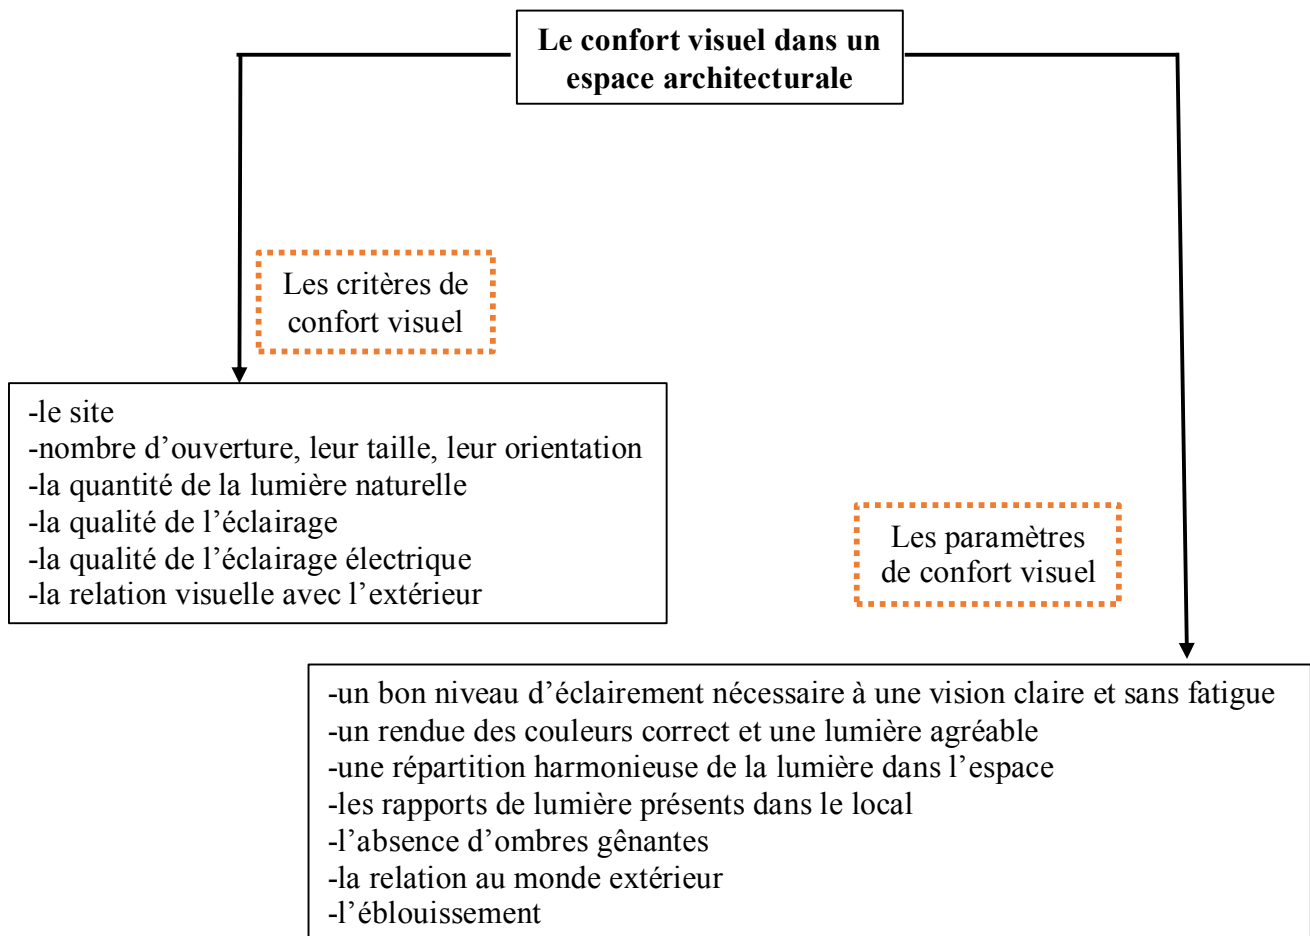 Le confort visuel dans un
espace architecturale
Les critères de
confort visuel
-le site
-nombre d’ouverture, leur taille, leur orientation
-la quantité de la lumière naturelle
-la qualité de l’éclairage
-la qualité de l’éclairage électrique
-la relation visuelle avec l’extérieur
Les paramètres
de confort visuel
-un bon niveau d’éclairement nécessaire à une vision claire et sans fatigue
-un rendue des couleurs correct et une lumière agréable
-une répartition harmonieuse de la lumière dans l’espace
-les rapports de lumière présents dans le local
-l’absence d’ombres gênantes
-la relation au monde extérieur
-l’éblouissement